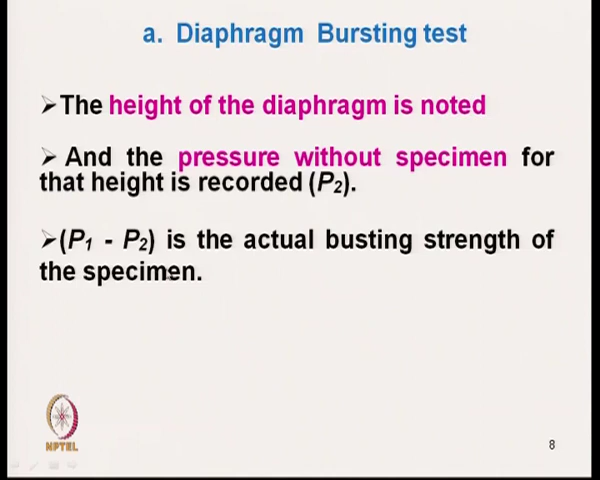 a. Diaphragm Bursting test
➢The height of the diaphragm is noted
➢ And the pressure without specimen for
that height is recorded (P2).
➢(P1 - P2) is the actual busting strength of
the specimen.
NPTEL
8